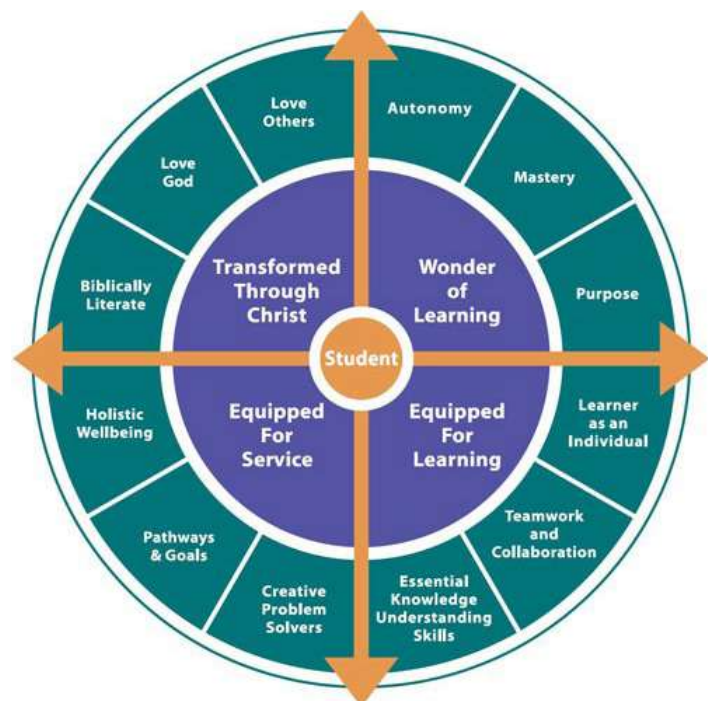 Love
Others
Autonomy
Love
God
Mastery
Biblically
Literate
Transformed
Through
Christ
Wonder
of
Learning
Purpose
Student
Holistic
Wellbeing
Equipped
For
Service
Equipped
For
Learning
Learner
as an
Individual
Pathways
& Goals
Teamwork
and
Collaboration
Creative
Problem
Solvers
Essential
Knowledge
Understanding
Skills